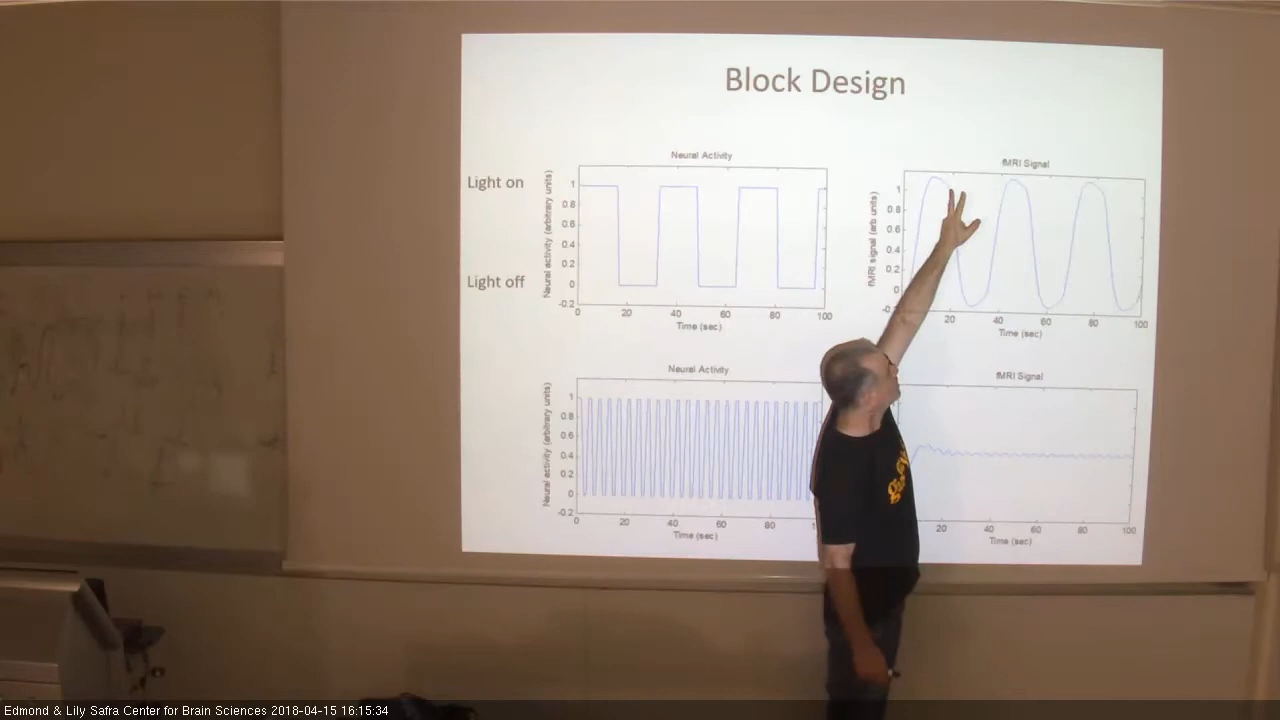 Block Design
Light on
Light off
Neural Activity
Neural activity (arbitrary units)
1
0.8
0.6
0.4
0.2
0
-0.2
0
20
40
60
80
100
Time (sec)
fMRI Signal
fMRI signal (arb units)
1
0.8
0.6
0.4
0.2
0
20
40
60
80
100
Time (sec)
Neural Activity
Neural activity (arbitrary units)
1
0.8
0.6
0.4
0.2
0
-0.2
0
20
40
60
80
Time (sec)
fMRI Signal
20
40
60
80
100
Time (sec)
Edmond & Lily Safra Center for Brain Sciences 2018-04-15 16:15:34